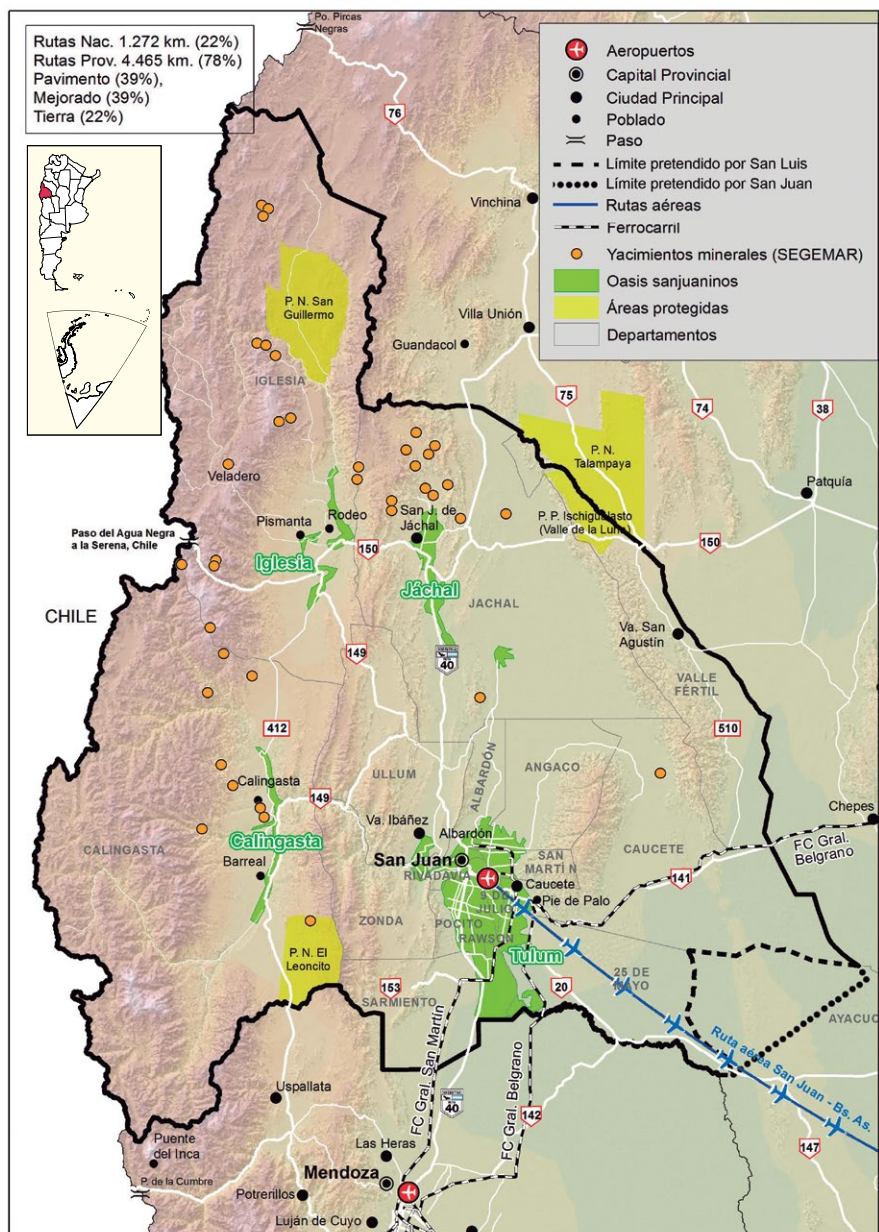 Rutas Nac. 1.272 km. (22%)
Rutas Prov. 4.465 km. (78%)
Pavimento (39%),
Mejorado (39%)
Tierra (22%)
Po. Pircas
Negras
76
Aeropuertos
Capital Provincial
Ciudad Principal
Poblado
Paso
Límite pretendido por San Luis
Límite pretendido por San Juan
Rutas aéreas
Ferrocarril
Yacimientos minerales (SEGEMAR)
Oasis sanjuaninos
Áreas protegidas
Departamentos
Vinchina
P. N. San
Guillermo
Villa Unión
Guandacol
IGLESIA
75
74
38
P. N.
Talampaya
Veladero
Patquía
Pismanta
Rodeo
San J. de
Jáchal
P. P. Ischigualasto
(Valle de la Luna)
Paso del Agua Negra
a la Serena, Chile
150
150
Iglesia
Jáchal
JACHAL
CHILE
Va. San
Agustín
149
40
VALLE
FÉRTIL
412
510
ULLUM
ALBARDÓN
ANGACO
Calingasta
149
Chepes
Va. Ibáñez
Albardón
Calingasta
CALINGASTA
San Juan
SAN
MARTÍ N
CAUCETE
FC Gral.
Belgrano
Barreal
RIVADAVIA
141
Caucete
9 DE
JULIO
Pie de Palo
ZONDA
POCITO
RAWSON
P. N. El
Leoncito
Tulum
25 DE
MAYO
153
20
SARMIENTO
AYACUC
FC Gral. San Martín
FC Gral. Belgrano
Ruta aérea San Juan - Bs. As.
Uspallata
40
142
147
Puente
del Inca
Las Heras
P. de la Cumbre
Mendoza
Potrerillos
Luján de Cuyo